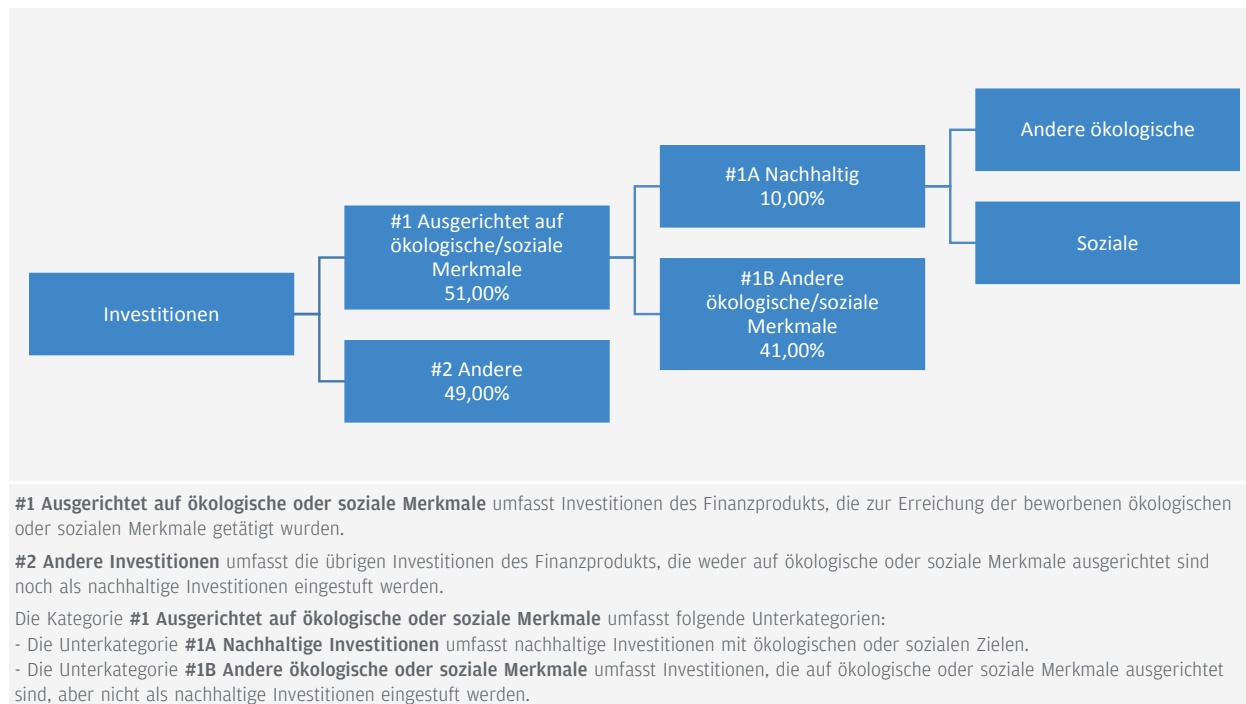 Investitionen
#1 Ausgerichtet auf
ökologische/soziale
Merkmale
51,00%
#2 Andere
49,00%
#1A Nachhaltig
10,00%
#1B Andere
ökologische/soziale
Merkmale
41,00%
Andere ökologische
Soziale
#1 Ausgerichtet auf ökologische oder soziale Merkmale umfasst Investitionen des Finanzprodukts, die zur Erreichung der beworbenen ökologischen
oder sozialen Merkmale getätigt wurden.
#2 Andere Investitionen umfasst die übrigen Investitionen des Finanzprodukts, die weder auf ökologische oder soziale Merkmale ausgerichtet sind
noch als nachhaltige Investitionen eingestuft werden.
Die Kategorie #1 Ausgerichtet auf ökologische oder soziale Merkmale umfasst folgende Unterkategorien:
- Die Unterkategorie #1A Nachhaltige Investitionen umfasst nachhaltige Investitionen mit ökologischen oder sozialen Zielen.
- Die Unterkategorie #1B Andere ökologische oder soziale Merkmale umfasst Investitionen, die auf ökologische oder soziale Merkmale ausgerichtet
sind, aber nicht als nachhaltige Investitionen eingestuft werden.